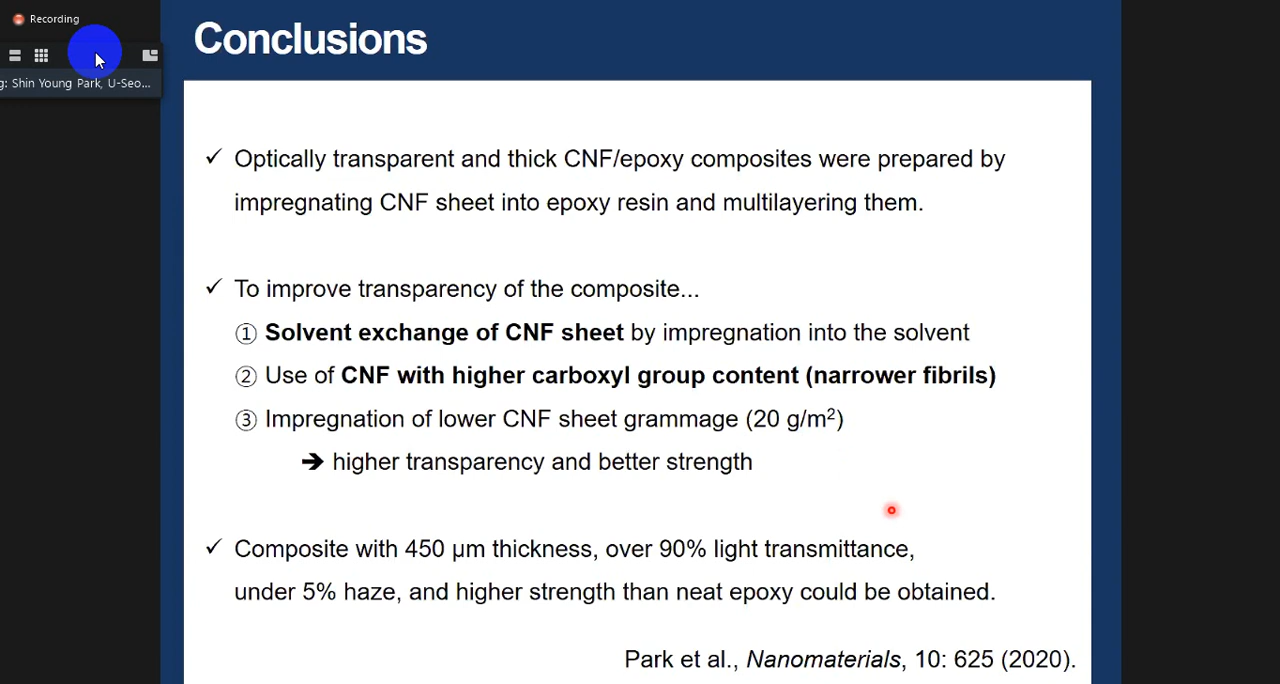 Recording
Conclusions
g: Shin Young Park, U-Seo...
✓ Optically transparent and thick CNF/epoxy composites were prepared by
impregnating CNF sheet into epoxy resin and multilayering them.
✓ To improve transparency of the composite...
① Solvent exchange of CNF sheet by impregnation into the solvent
② Use of CNF with higher carboxyl group content (narrower fibrils)
③ Impregnation of lower CNF sheet grammage (20 g/m²)
➔ higher transparency and better strength
✓ Composite with 450 μm thickness, over 90% light transmittance,
under 5% haze, and higher strength than neat epoxy could be obtained.
Park et al., Nanomaterials, 10: 625 (2020).